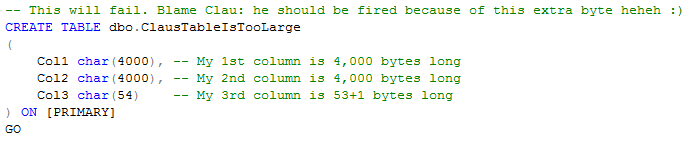 -- This will fail. Blame Clau: he should be fired because of this extra byte heheh :)
CREATE TABLE dbo.ClausTableIsTooLarge
(
    Col1 char(4000), -- My 1st column is 4,000 bytes long
    Col2 char(4000), -- My 2nd column is 4,000 bytes long
    Col3 char(54)    -- My 3rd column is 53+1 bytes long
) ON [PRIMARY]
GO